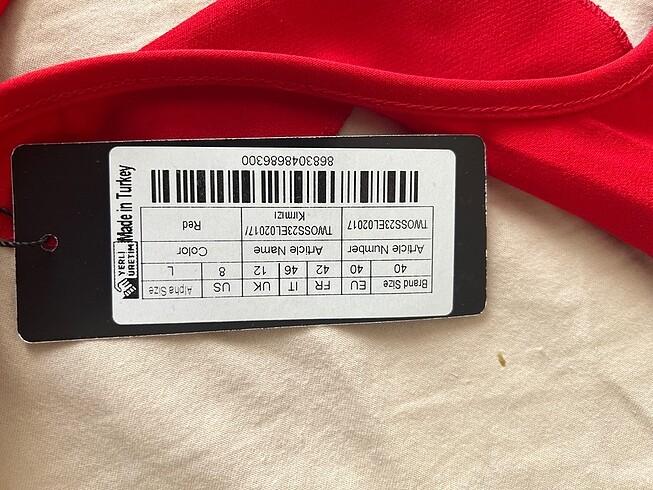 Brand Size EU FR IT UK US Alpha Size
40 40 42 46 12 8 L
Article Number Article Name Color
TWOSS23EL02017 TWOSS23EL02017/ Red
Kırmızı
8683048686300
YERLİ
ÜRETİM
Made in Turkey